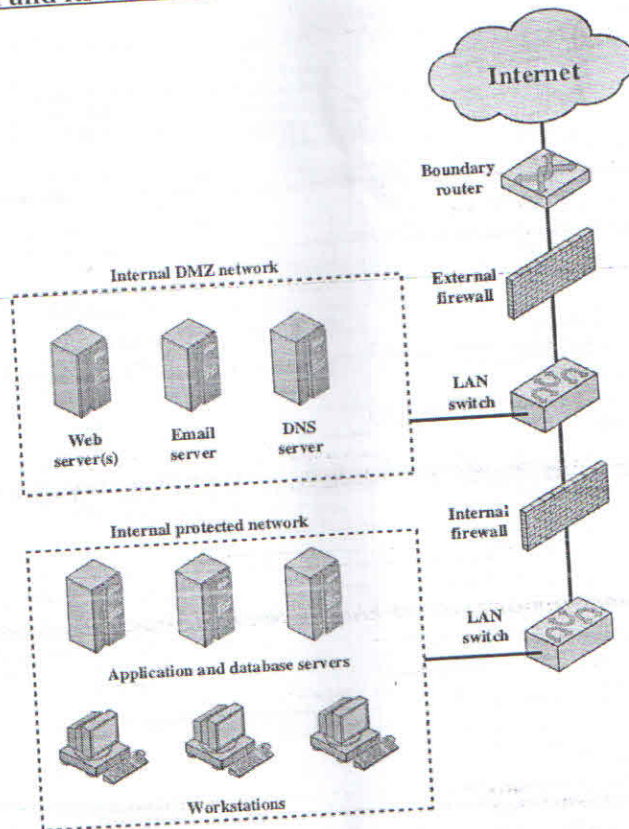 Internet
Boundary
router
External
firewall
Internal DMZ network
Web
server(s)
Email
server
DNS
server
LAN
switch
Internal
firewall
Internal protected network
Application and database servers
LAN
switch
Workstations